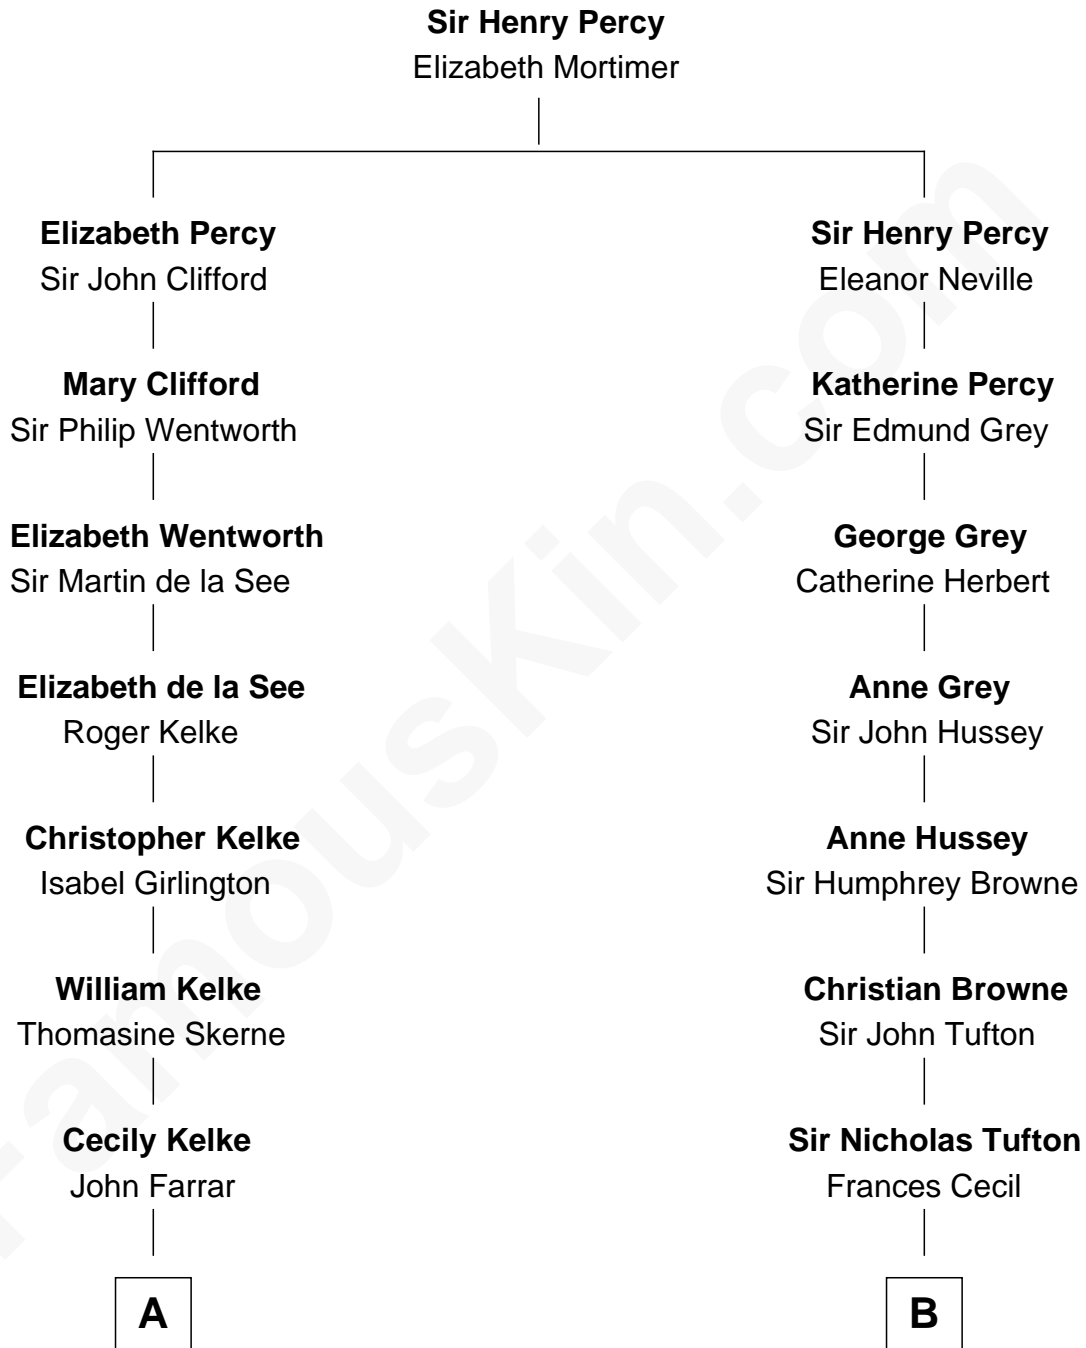 Sir Henry Percy
Elizabeth Mortimer
Elizabeth Percy
Sir John Clifford
Sir Henry Percy
Eleanor Neville
Mary Clifford
Sir Philip Wentworth
Katherine Percy
Sir Edmund Grey
Elizabeth Wentworth
Sir Martin de la See
George Grey
Catherine Herbert
Elizabeth de la See
Roger Kelke
Anne Grey
Sir John Hussey
Christopher Kelke
Isabel Girlington
Anne Hussey
Sir Humphrey Browne
William Kelke
Thomasine Skerne
Christian Browne
Sir John Tufton
Cecily Kelke
John Farrar
Sir Nicholas Tufton
Frances Cecil
A
B
FamousKin.com